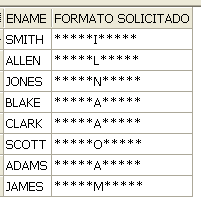 ENAME FORMATO SOLICITADO
SMITH *****I*****
ALLEN *****L*****
JONES *****N*****
BLAKE *****A*****
CLARK *****A*****
SCOTT *****O*****
ADAMS *****A*****
JAMES *****M*****